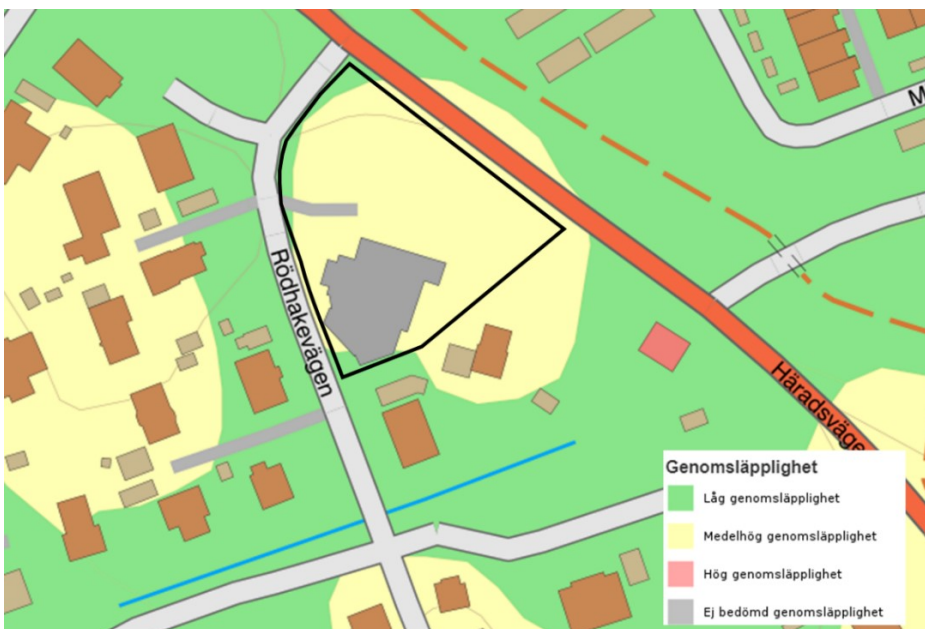 M
Rödhakevägen
Häradsväge
Genomsläpplighet
Låg genomsläpplighet
Medelhög genomsläpplighet
Hög genomsläpplighet
Ej bedömd genomsläpplighet